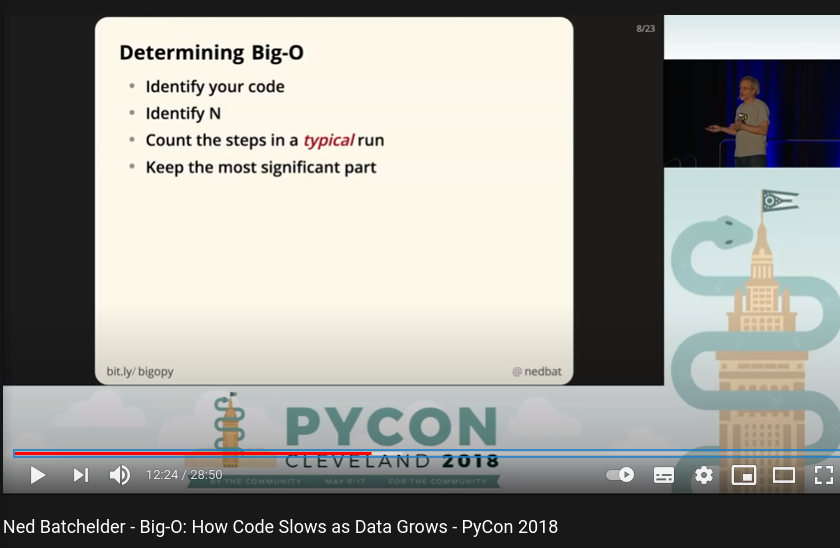 8/23
Determining Big-O
• Identify your code
• Identify N
• Count the steps in a typical run
• Keep the most significant part
bit.ly/bigopy
@nedbat
PYCON
CLEVELAND 2018
BY THE COMMUNITY MAY 9-17 FOR THE COMMUNITY
12:24 / 28:50
Ned Batchelder - Big-O: How Code Slows as Data Grows - PyCon 2018